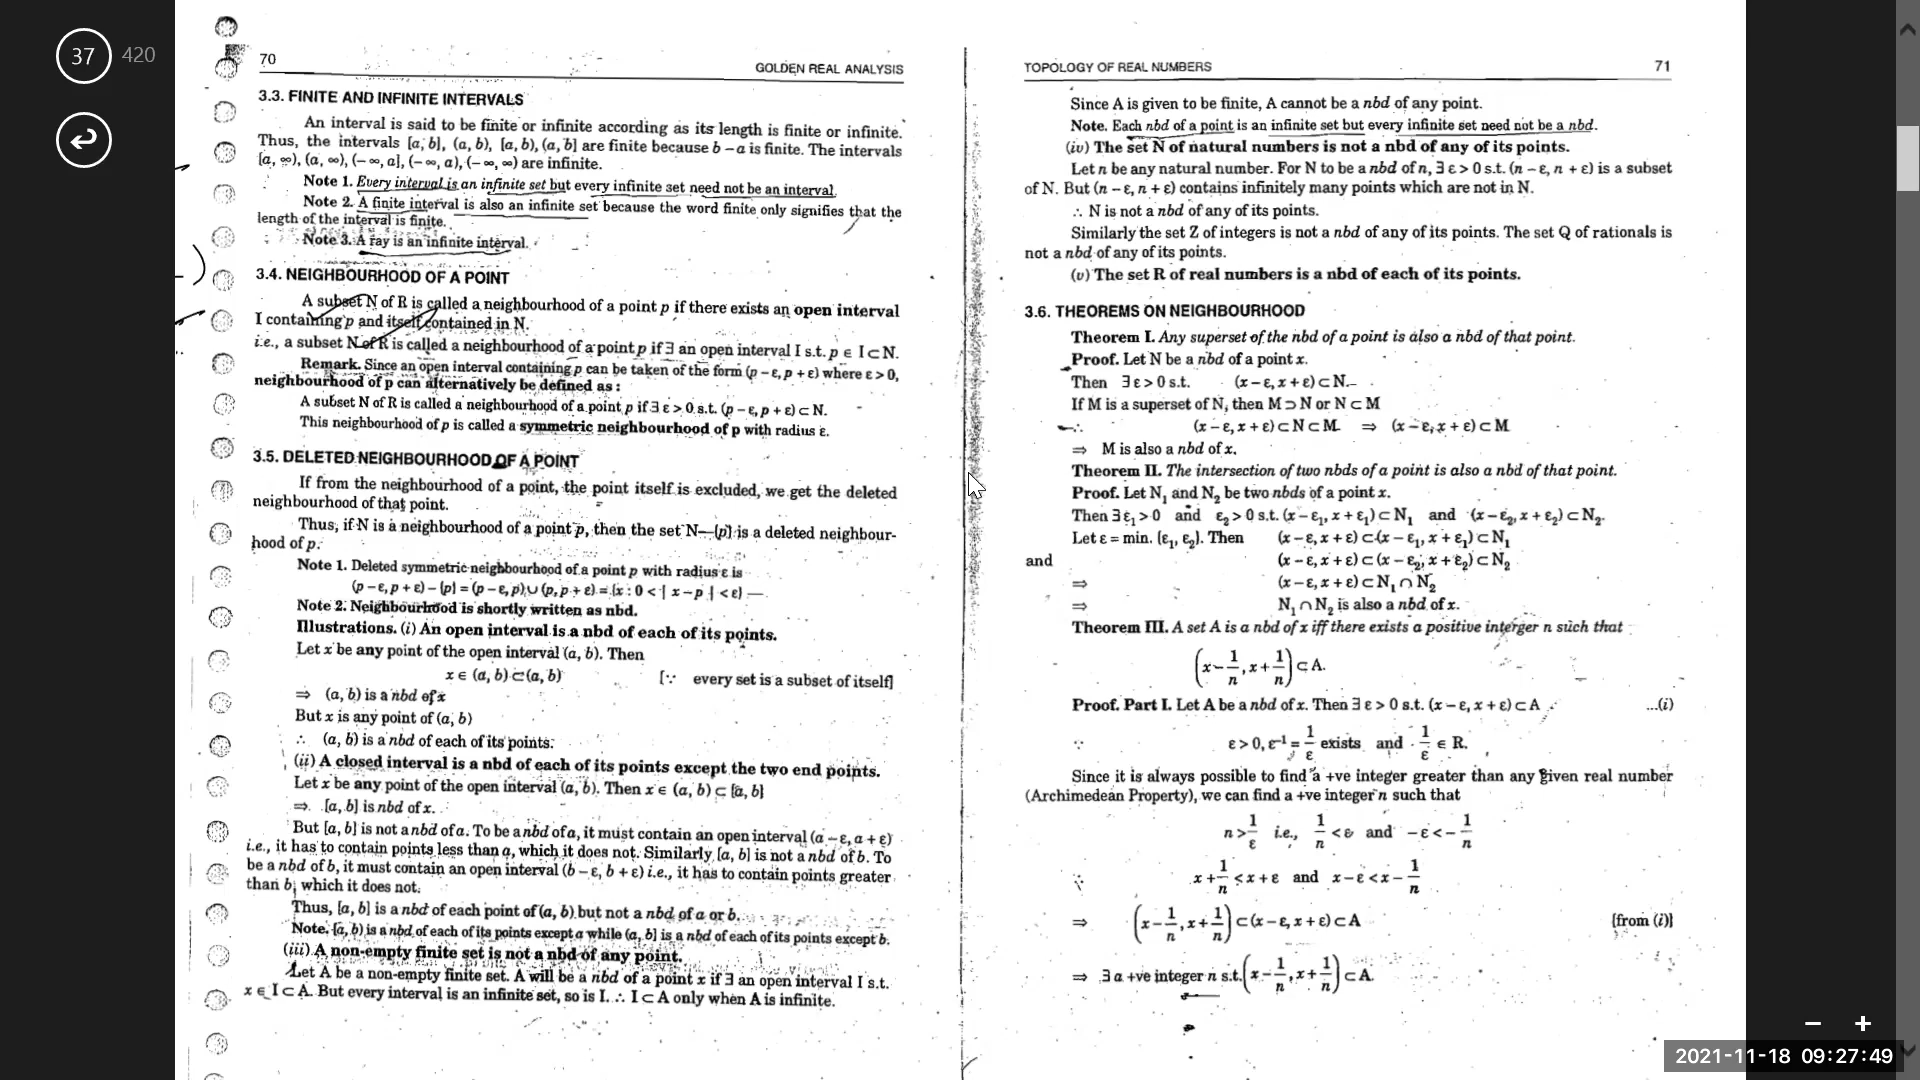 37 420
70 GOLDEN REAL ANALYSIS
3.3. FINITE AND INFINITE INTERVALS
An interval is said to be finite or infinite according as its length is finite or infinite.
Thus, the intervals [a, b], (a, b), [a, b), (a, b] are finite because b – a is finite. The intervals
[a, ∞), (a, ∞), (– ∞, a], (– ∞, a), (– ∞, ∞) are infinite.
Note 1. Every interval is an infinite set but every infinite set need not be an interval.
Note 2. A finite interval is also an infinite set because the word finite only signifies that the
length of the interval is finite.
Note 3. A ray is an infinite interval.
3.4. NEIGHBOURHOOD OF A POINT
A subset N of R is called a neighbourhood of a point p if there exists an open interval
I containing p and itself contained in N.
i.e., a subset N of R is called a neighbourhood of a point p if ∃ an open interval I s.t. p ∈ I ⊂ N.
Remark. Since an open interval containing p can be taken of the form (p – ε, p + ε) where ε > 0,
neighbourhood of p can alternatively be defined as :
A subset N of R is called a neighbourhood of a point p if ∃ ε > 0 s.t. (p – ε, p + ε) ⊂ N.
This neighbourhood of p is called a symmetric neighbourhood of p with radius ε.
3.5. DELETED NEIGHBOURHOOD OF A POINT
If from the neighbourhood of a point, the point itself is excluded, we get the deleted
neighbourhood of that point.
Thus, if N is a neighbourhood of a point p, then the set N – {p} is a deleted neighbour-
hood of p.
Note 1. Deleted symmetric neighbourhood of a point p with radius ε is
(p – ε, p + ε) – {p} = (p – ε, p) ∪ (p, p + ε) = {x : 0 < | x – p | < ε}
Note 2. Neighbourhood is shortly written as nbd.
Illustrations. (i) An open interval is a nbd of each of its points.
Let x be any point of the open interval (a, b). Then
x ∈ (a, b) ⊂ (a, b) [∵ every set is a subset of itself]
⇒ (a, b) is a nbd of x
But x is any point of (a, b)
∴ (a, b) is a nbd of each of its points.
(ii) A closed interval is a nbd of each of its points except the two end points.
Let x be any point of the open interval (a, b). Then x ∈ (a, b) ⊂ [a, b]
⇒ [a, b] is nbd of x.
But [a, b] is not a nbd of a. To be a nbd of a, it must contain an open interval (a – ε, a + ε)
i.e., it has to contain points less than a, which it does not. Similarly [a, b] is not a nbd of b. To
be a nbd of b, it must contain an open interval (b – ε, b + ε) i.e., it has to contain points greater
than b, which it does not.
Thus, [a, b] is a nbd of each point of (a, b) but not a nbd of a or b.
Note. [a, b) is a nbd of each of its points except a while (a, b] is a nbd of each of its points except b.
(iii) A non-empty finite set is not a nbd of any point.
Let A be a non-empty finite set. A will be a nbd of a point x if ∃ an open interval I s.t.
x ∈ I ⊂ A. But every interval is an infinite set, so is I. ∴ I ⊂ A only when A is infinite.
TOPOLOGY OF REAL NUMBERS 71
Since A is given to be finite, A cannot be a nbd of any point.
Note. Each nbd of a point is an infinite set but every infinite set need not be a nbd.
(iv) The set N of natural numbers is not a nbd of any of its points.
Let n be any natural number. For N to be a nbd of n, ∃ ε > 0 s.t. (n – ε, n + ε) is a subset
of N. But (n – ε, n + ε) contains infinitely many points which are not in N.
∴ N is not a nbd of any of its points.
Similarly the set Z of integers is not a nbd of any of its points. The set Q of rationals is
not a nbd of any of its points.
(v) The set R of real numbers is a nbd of each of its points.
3.6. THEOREMS ON NEIGHBOURHOOD
Theorem I. Any superset of the nbd of a point is also a nbd of that point.
Proof. Let N be a nbd of a point x.
Then ∃ ε > 0 s.t. (x – ε, x + ε) ⊂ N.
If M is a superset of N, then M ⊃ N or N ⊂ M
∴ (x – ε, x + ε) ⊂ N ⊂ M ⇒ (x – ε, x + ε) ⊂ M
⇒ M is also a nbd of x.
Theorem II. The intersection of two nbds of a point is also a nbd of that point.
Proof. Let N₁ and N₂ be two nbds of a point x.
Then ∃ ε₁ > 0 and ε₂ > 0 s.t. (x – ε₁, x + ε₁) ⊂ N₁ and (x – ε₂, x + ε₂) ⊂ N₂.
Let ε = min. {ε₁, ε₂}. Then (x – ε, x + ε) ⊂ (x – ε₁, x + ε₁) ⊂ N₁
and (x – ε, x + ε) ⊂ (x – ε₂, x + ε₂) ⊂ N₂
⇒ (x – ε, x + ε) ⊂ N₁ ∩ N₂
⇒ N₁ ∩ N₂ is also a nbd of x.
Theorem III. A set A is a nbd of x iff there exists a positive interger n such that
(x – 1/n, x + 1/n) ⊂ A.
Proof. Part I. Let A be a nbd of x. Then ∃ ε > 0 s.t. (x – ε, x + ε) ⊂ A ...(i)
∵ ε > 0, ε⁻¹ = 1/ε exists and 1/ε ∈ R.
Since it is always possible to find a +ve integer greater than any given real number
(Archimedean Property), we can find a +ve integer n such that
n > 1/ε i.e., 1/n < ε and – ε < – 1/n
∵ x + 1/n < x + ε and x – ε < x – 1/n
⇒ (x – 1/n, x + 1/n) ⊂ (x – ε, x + ε) ⊂ A [from (i)]
⇒ ∃ a +ve integer n s.t. (x – 1/n, x + 1/n) ⊂ A.
2021-11-18 09:27:49